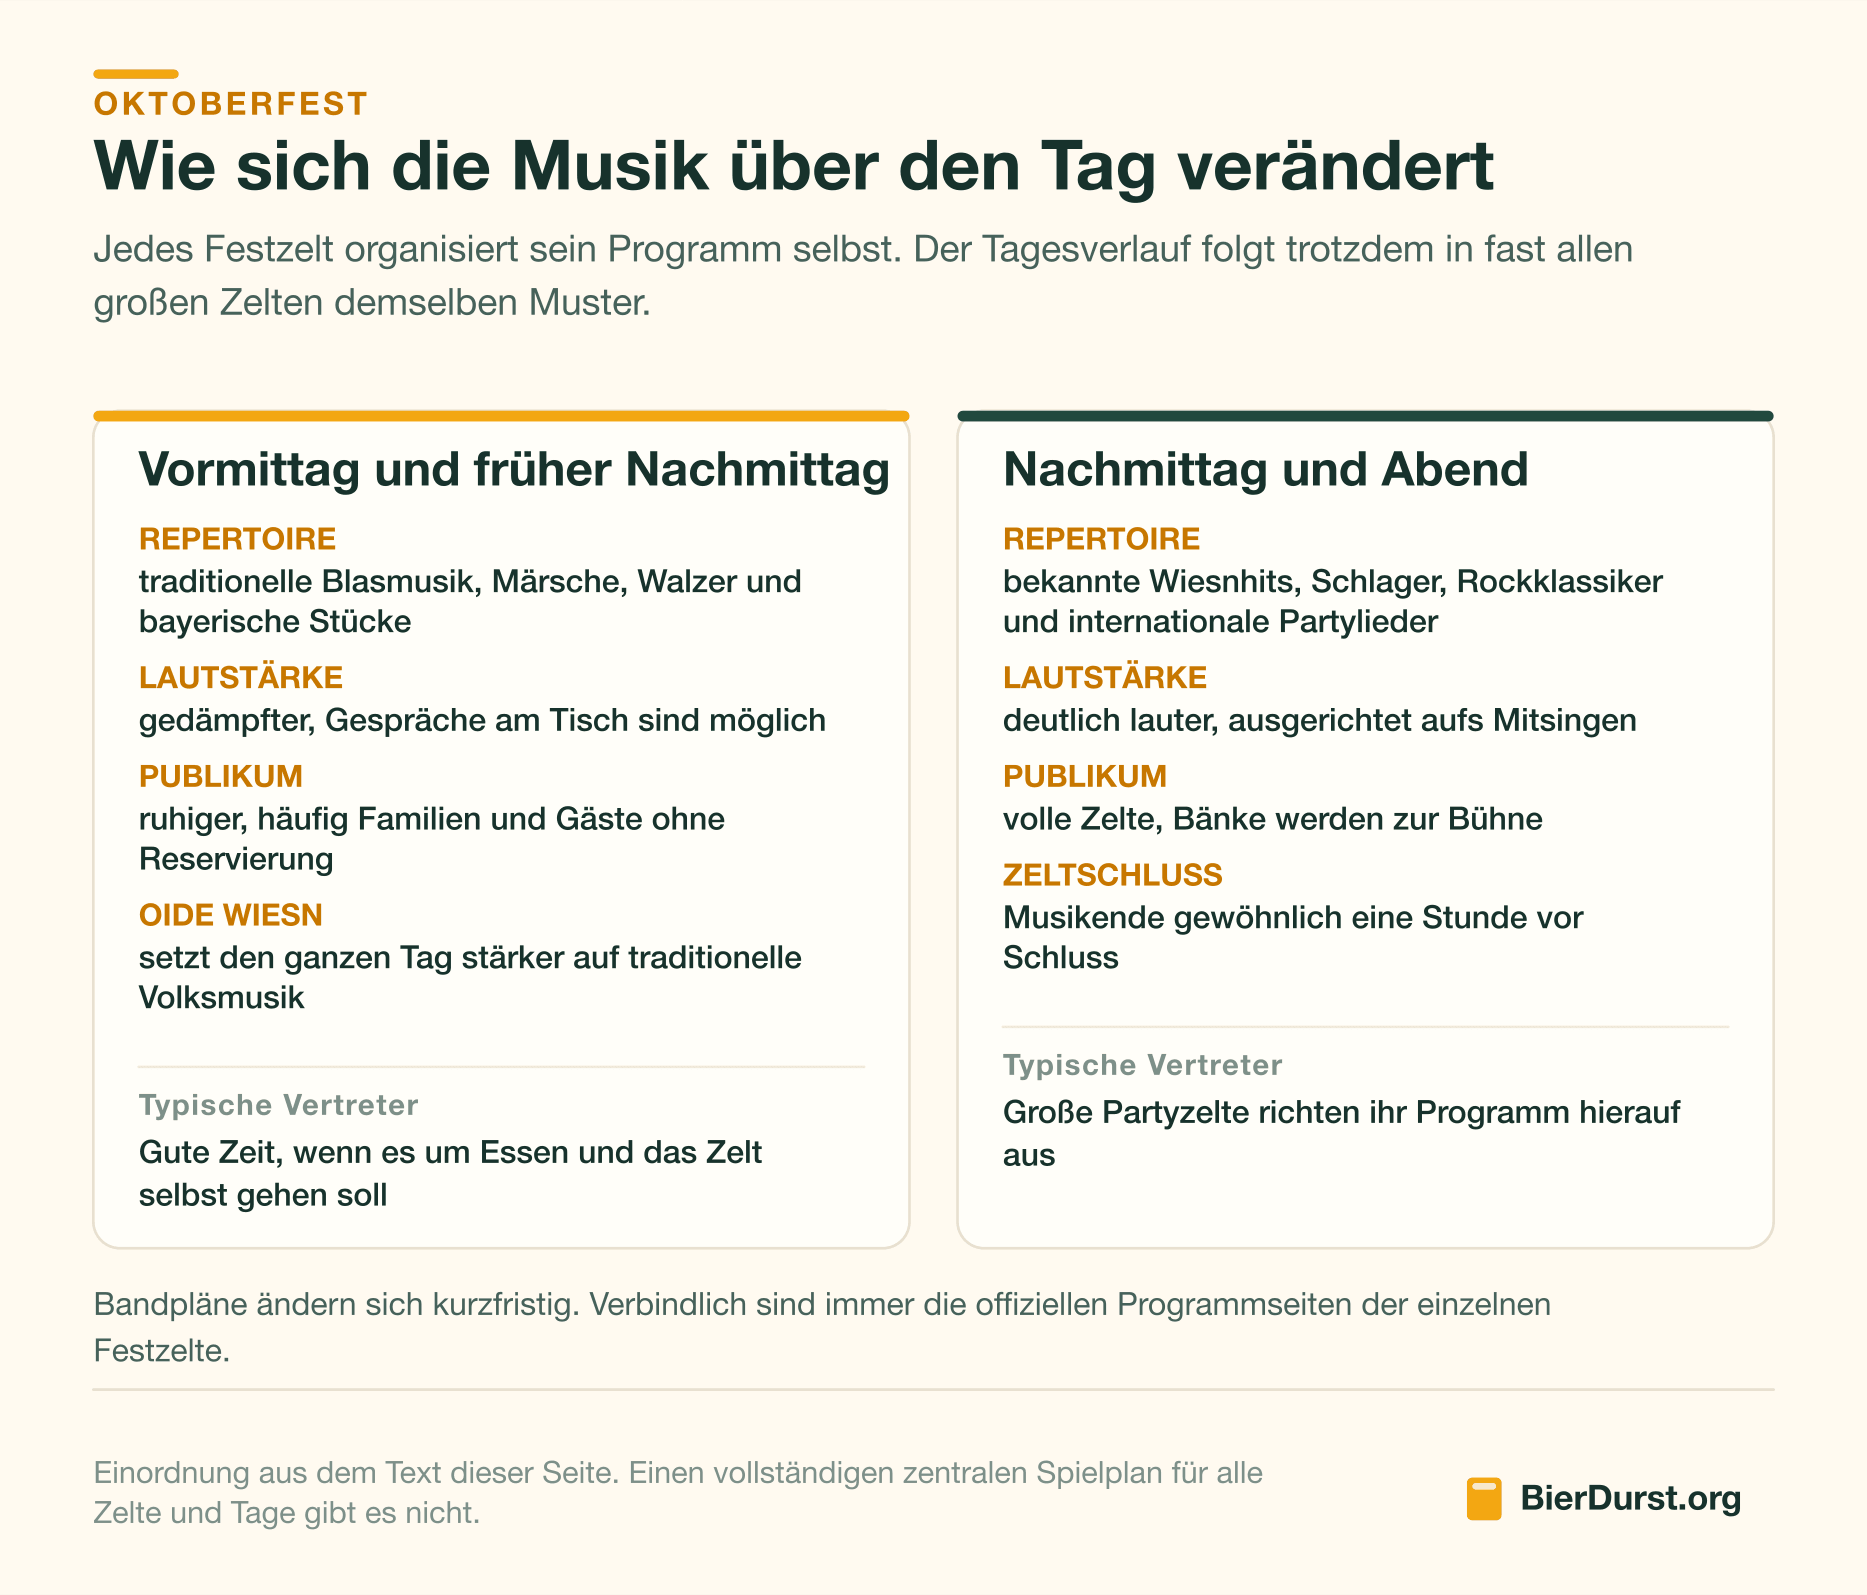 OKTOBERFEST
Wie sich die Musik über den Tag verändert
Jedes Festzelt organisiert sein Programm selbst. Der Tagesverlauf folgt trotzdem in fast allen
großen Zelten demselben Muster.
Vormittag und früher Nachmittag
REPERTOIRE
traditionelle Blasmusik, Märsche, Walzer und
bayerische Stücke
LAUTSTÄRKE
gedämpfter, Gespräche am Tisch sind möglich
PUBLIKUM
ruhiger, häufig Familien und Gäste ohne
Reservierung
OIDE WIESN
setzt den ganzen Tag stärker auf traditionelle
Volksmusik
Typische Vertreter
Gute Zeit, wenn es um Essen und das Zelt
selbst gehen soll
Nachmittag und Abend
REPERTOIRE
bekannte Wiesnhits, Schlager, Rockklassiker
und internationale Partylieder
LAUTSTÄRKE
deutlich lauter, ausgerichtet aufs Mitsingen
PUBLIKUM
volle Zelte, Bänke werden zur Bühne
ZELTSCHLUSS
Musikende gewöhnlich eine Stunde vor
Schluss
Typische Vertreter
Große Partyzelte richten ihr Programm hierauf
aus
Bandpläne ändern sich kurzfristig. Verbindlich sind immer die offiziellen Programmseiten der einzelnen
Festzelte.
Einordnung aus dem Text dieser Seite. Einen vollständigen zentralen Spielplan für alle
Zelte und Tage gibt es nicht.
BierDurst.org